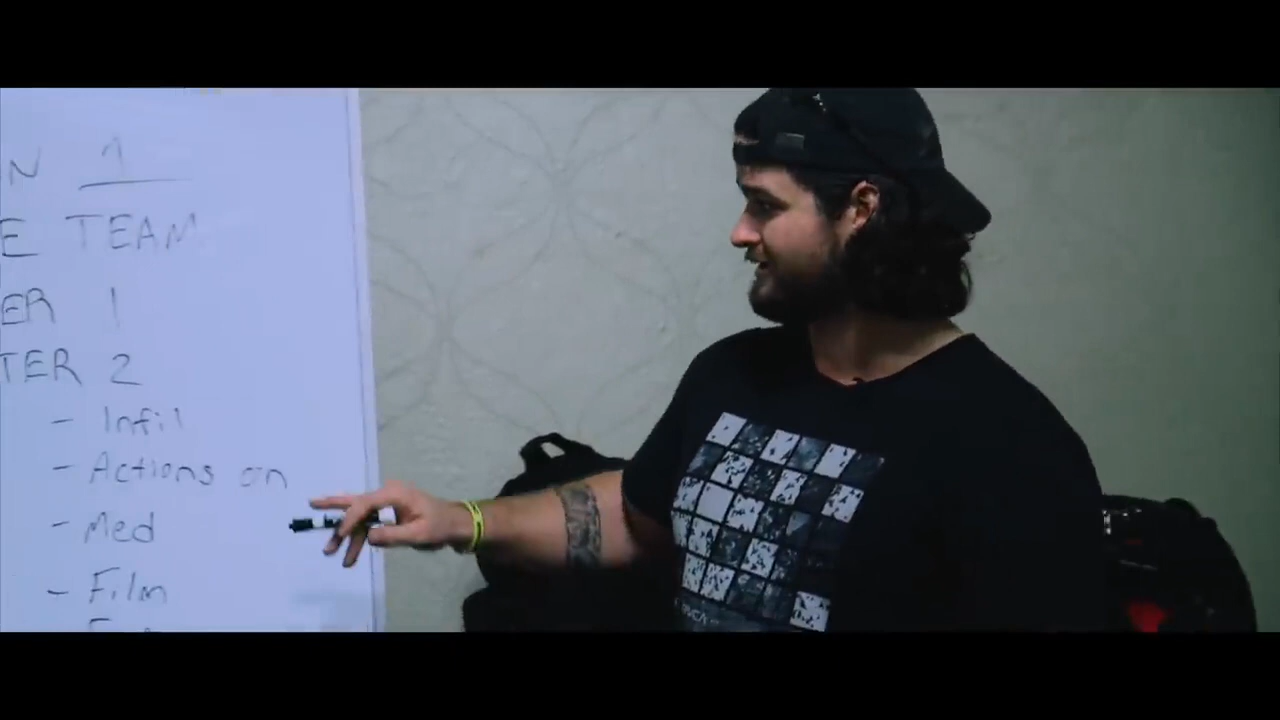 N 1
E TEAM
ER 1
TER 2
- Infil
- Actions on
- Med
- Film